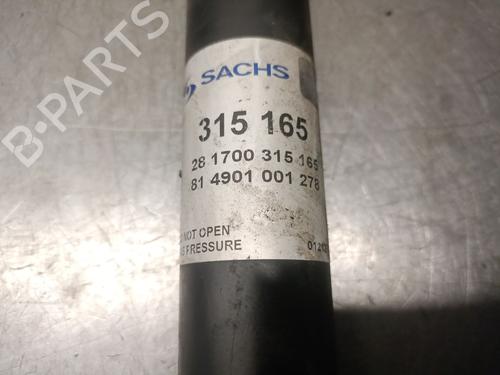 SACHS
315 165
28 1700 315 165
81 4901 001 278
NOT OPEN
PRESSURE
B-PARTS